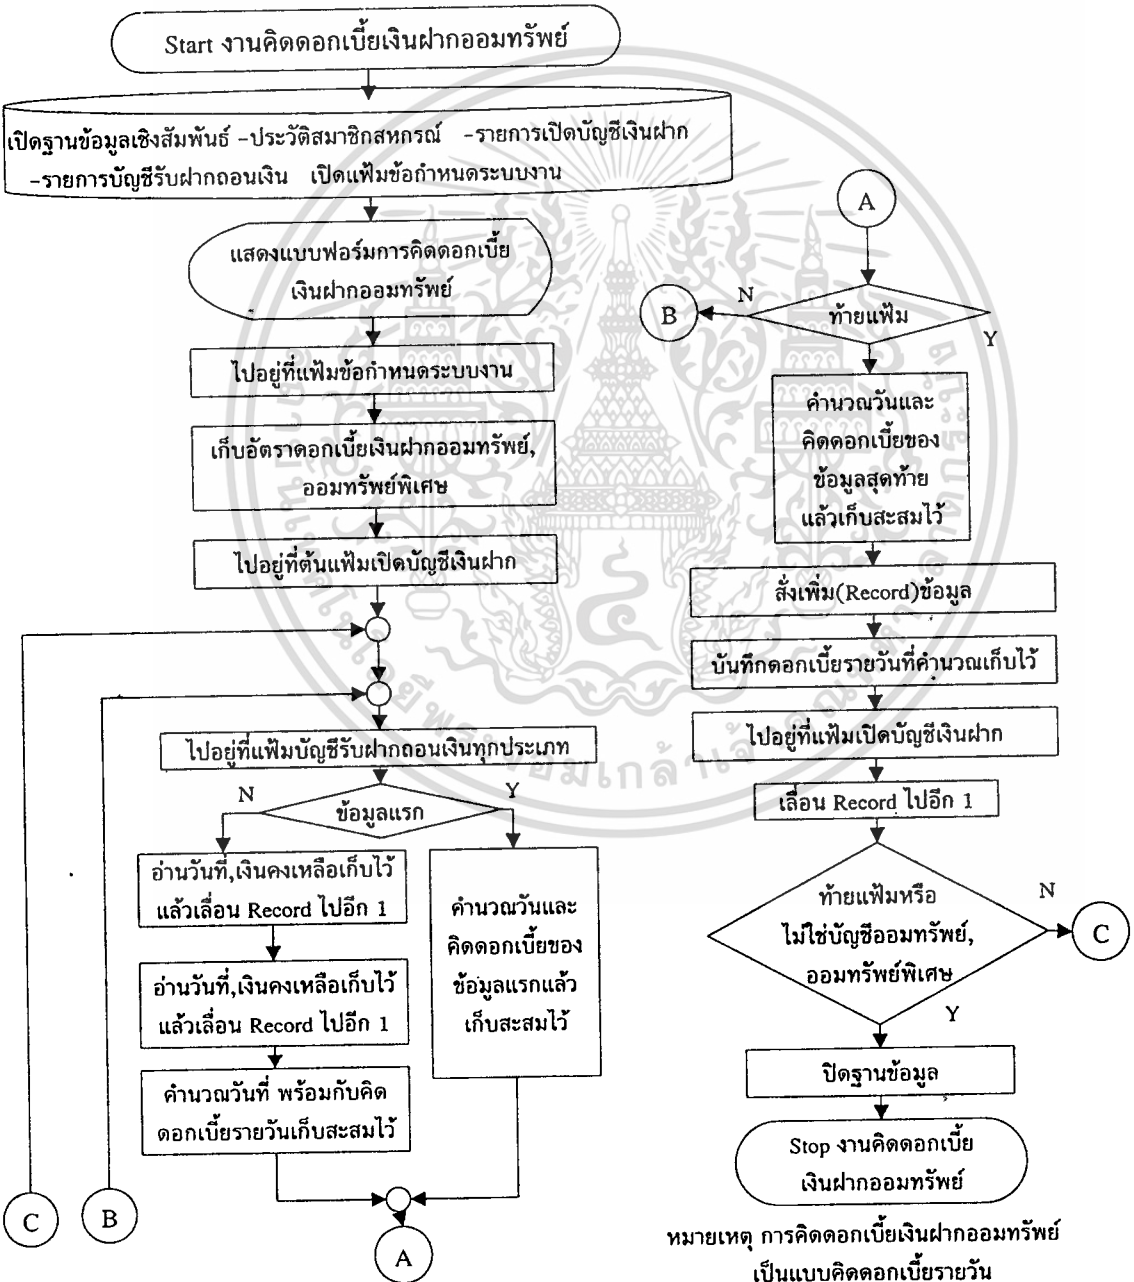 Start งานคิดดอกเบี้ยเงินฝากออมทรัพย์
เปิดฐานข้อมูลเชิงสัมพันธ์ -ประวัติสมาชิกสหกรณ์ -รายการเปิดบัญชีเงินฝาก
-รายการบัญชีรับฝากถอนเงิน เปิดแฟ้มข้อกำหนดระบบงาน
แสดงแบบฟอร์มการคิดดอกเบี้ย
เงินฝากออมทรัพย์
ไปอยู่ที่แฟ้มข้อกำหนดระบบงาน
เก็บอัตราดอกเบี้ยเงินฝากออมทรัพย์,
ออมทรัพย์พิเศษ
ไปอยู่ที่ต้นแฟ้มเปิดบัญชีเงินฝาก
ไปอยู่ที่แฟ้มบัญชีรับฝากถอนเงินทุกประเภท
N
ข้อมูลแรก
Y
อ่านวันที่,เงินคงเหลือเก็บไว้
แล้วเลื่อน Record ไปอีก 1
อ่านวันที่,เงินคงเหลือเก็บไว้
แล้วเลื่อน Record ไปอีก 1
คำนวณวันที่ พร้อมกับคิด
ดอกเบี้ยรายวันเก็บสะสมไว้
คำนวณวันและ
คิดดอกเบี้ยของ
ข้อมูลแรกแล้ว
เก็บสะสมไว้
C
B
A
A
B
N
ท้ายแฟ้ม
Y
คำนวณวันและ
คิดดอกเบี้ยของ
ข้อมูลสุดท้าย
แล้วเก็บสะสมไว้
สั่งเพิ่ม(Record)ข้อมูล
บันทึกดอกเบี้ยรายวันที่คำนวณเก็บไว้
ไปอยู่ที่แฟ้มเปิดบัญชีเงินฝาก
เลื่อน Record ไปอีก 1
ท้ายแฟ้มหรือ
ไม่ใช่บัญชีออมทรัพย์,
ออมทรัพย์พิเศษ
N
C
Y
ปิดฐานข้อมูล
Stop งานคิดดอกเบี้ย
เงินฝากออมทรัพย์
หมายเหตุ การคิดดอกเบี้ยเงินฝากออมทรัพย์
เป็นแบบคิดดอกเบี้ยรายวัน